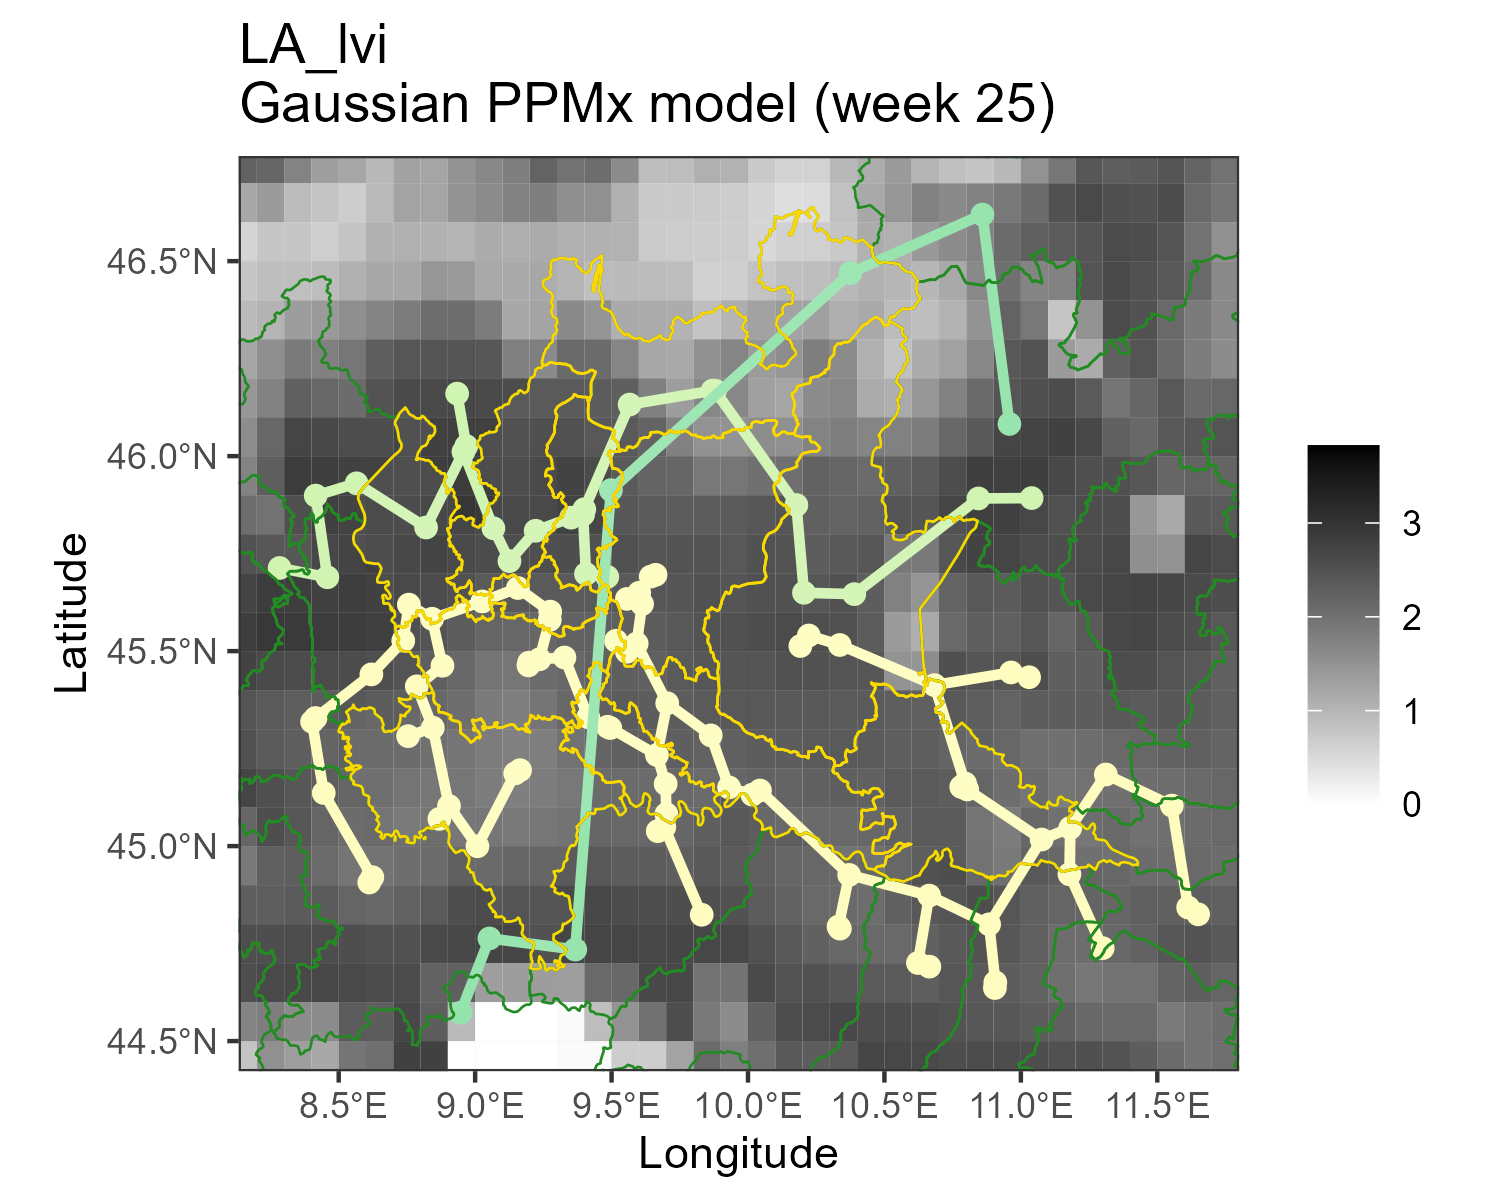 LA_lvi
Gaussian PPMx model (week 25)
46.5°N
46.0°N
45.5°N
45.0°N
44.5°N
Latitude
8.5°E 9.0°E 9.5°E 10.0°E 10.5°E 11.0°E 11.5°E
Longitude
3
2
1
0